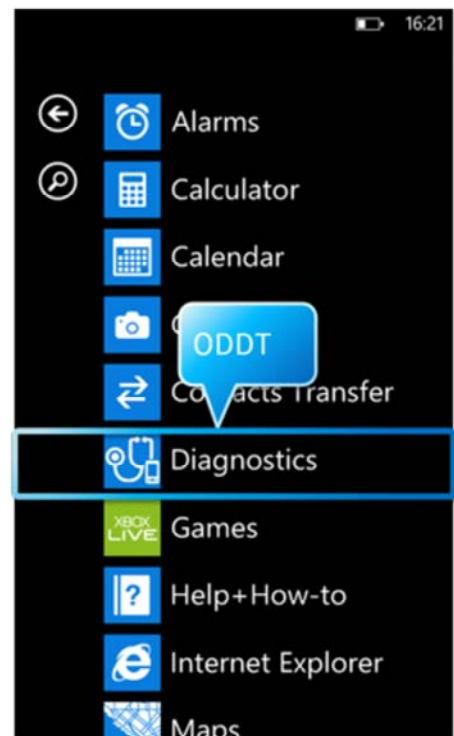 16:21
Alarms
Calculator
Calendar
ODDT
Contacts Transfer
Diagnostics
XBOX
LIVE
Games
?
Help+How-to
Internet Explorer
Maps